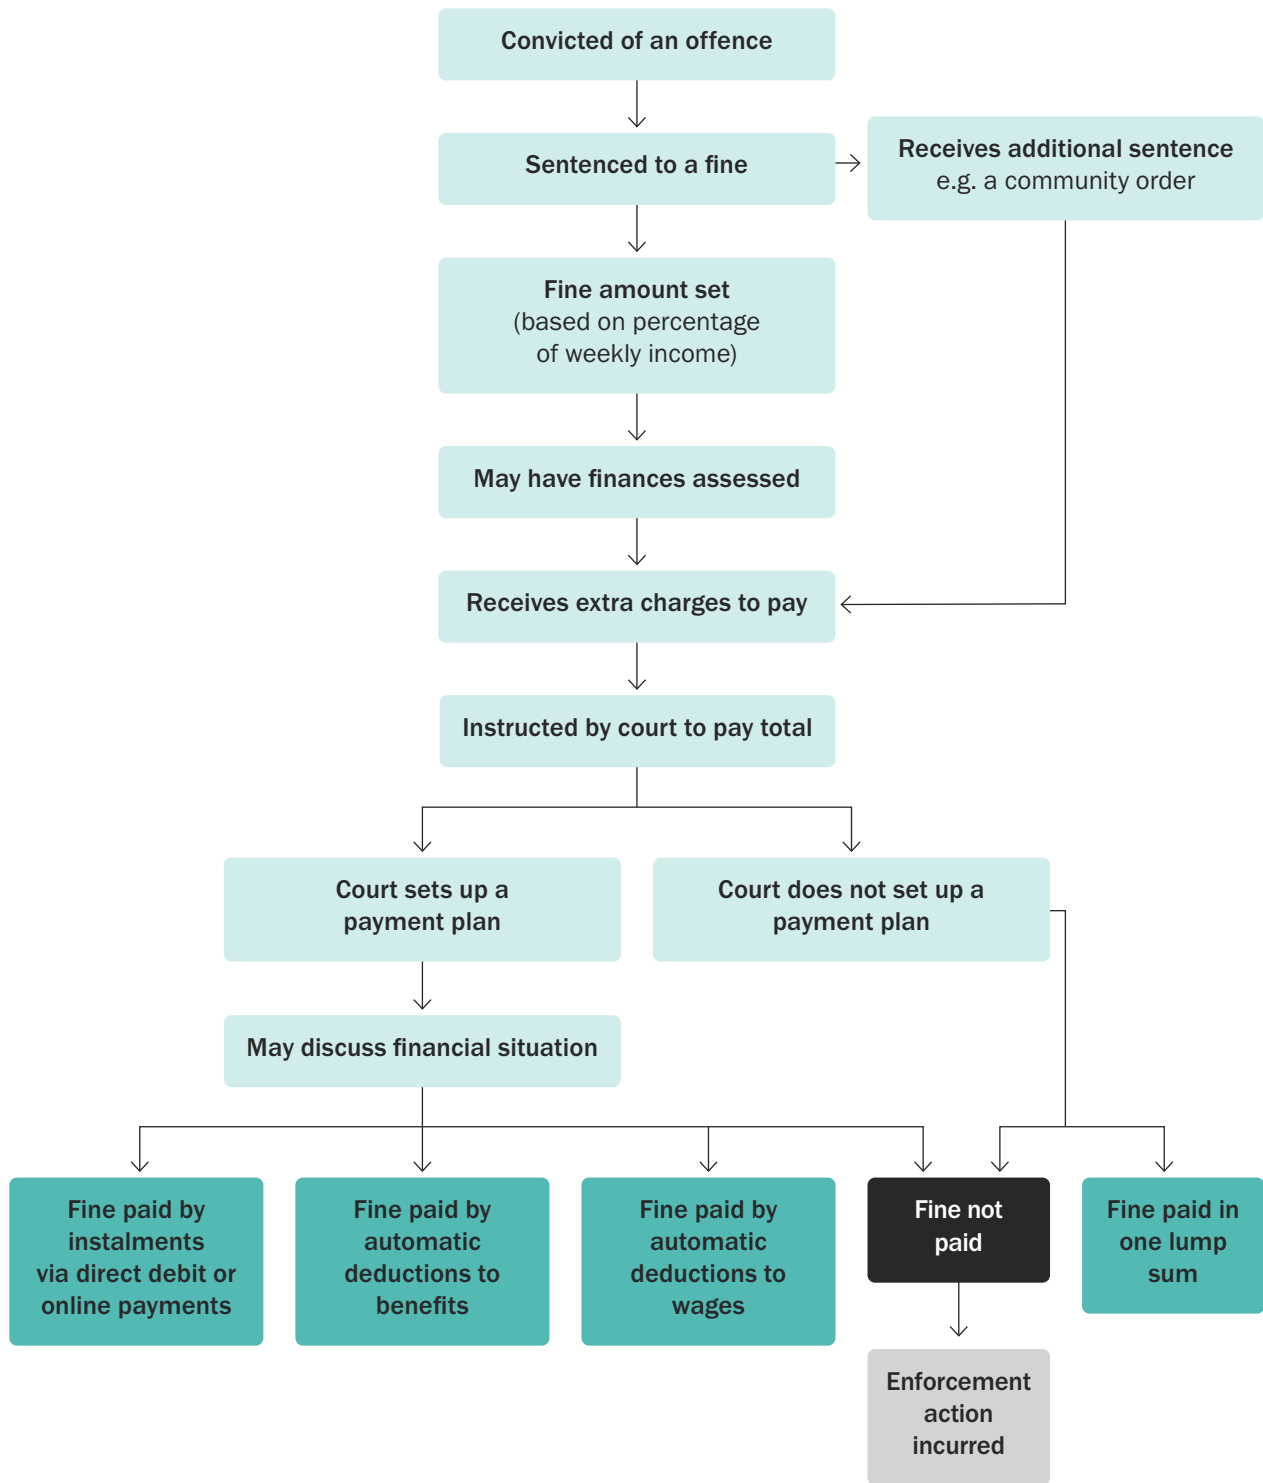 Convicted of an offence
Sentenced to a fine
Receives additional sentence
e.g. a community order
Fine amount set
(based on percentage
of weekly income)
May have finances assessed
Receives extra charges to pay
Instructed by court to pay total
Court sets up a
payment plan
Court does not set up a
payment plan
May discuss financial situation
Fine paid by
instalments
via direct debit or
online payments
Fine paid by
automatic
deductions to
benefits
Fine paid by
automatic
deductions to
wages
Fine not
paid
Fine paid in
one lump
sum
Enforcement
action
incurred